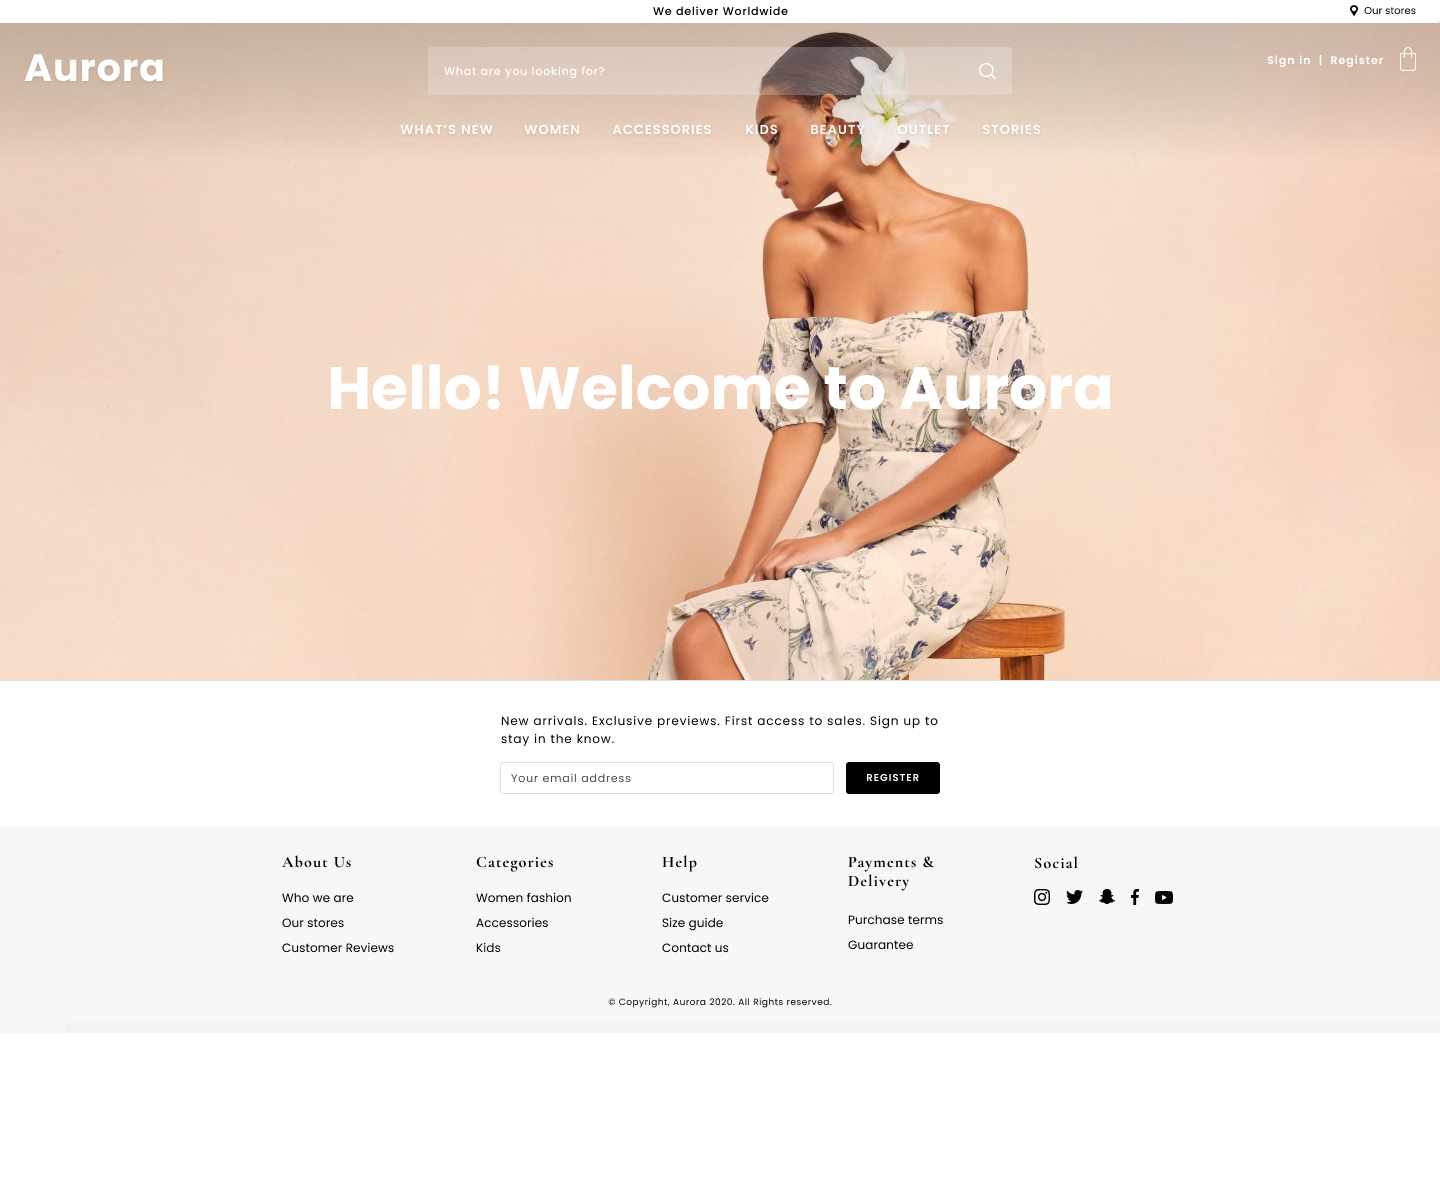 We deliver Worldwide
Our stores
Aurora
What are you looking for?
Sign in | Register
WHAT'S NEW WOMEN ACCESSORIES KIDS BEAUTY OUTLET STORIES
Hello! Welcome to Aurora
New arrivals. Exclusive previews. First access to sales. Sign up to
stay in the know.
Your email address
REGISTER
About Us
Who we are
Our stores
Customer Reviews
Categories
Women fashion
Accessories
Kids
Help
Customer service
Size guide
Contact us
Payments &
Delivery
Purchase terms
Guarantee
Social
© Copyright, Aurora 2020. All Rights reserved.